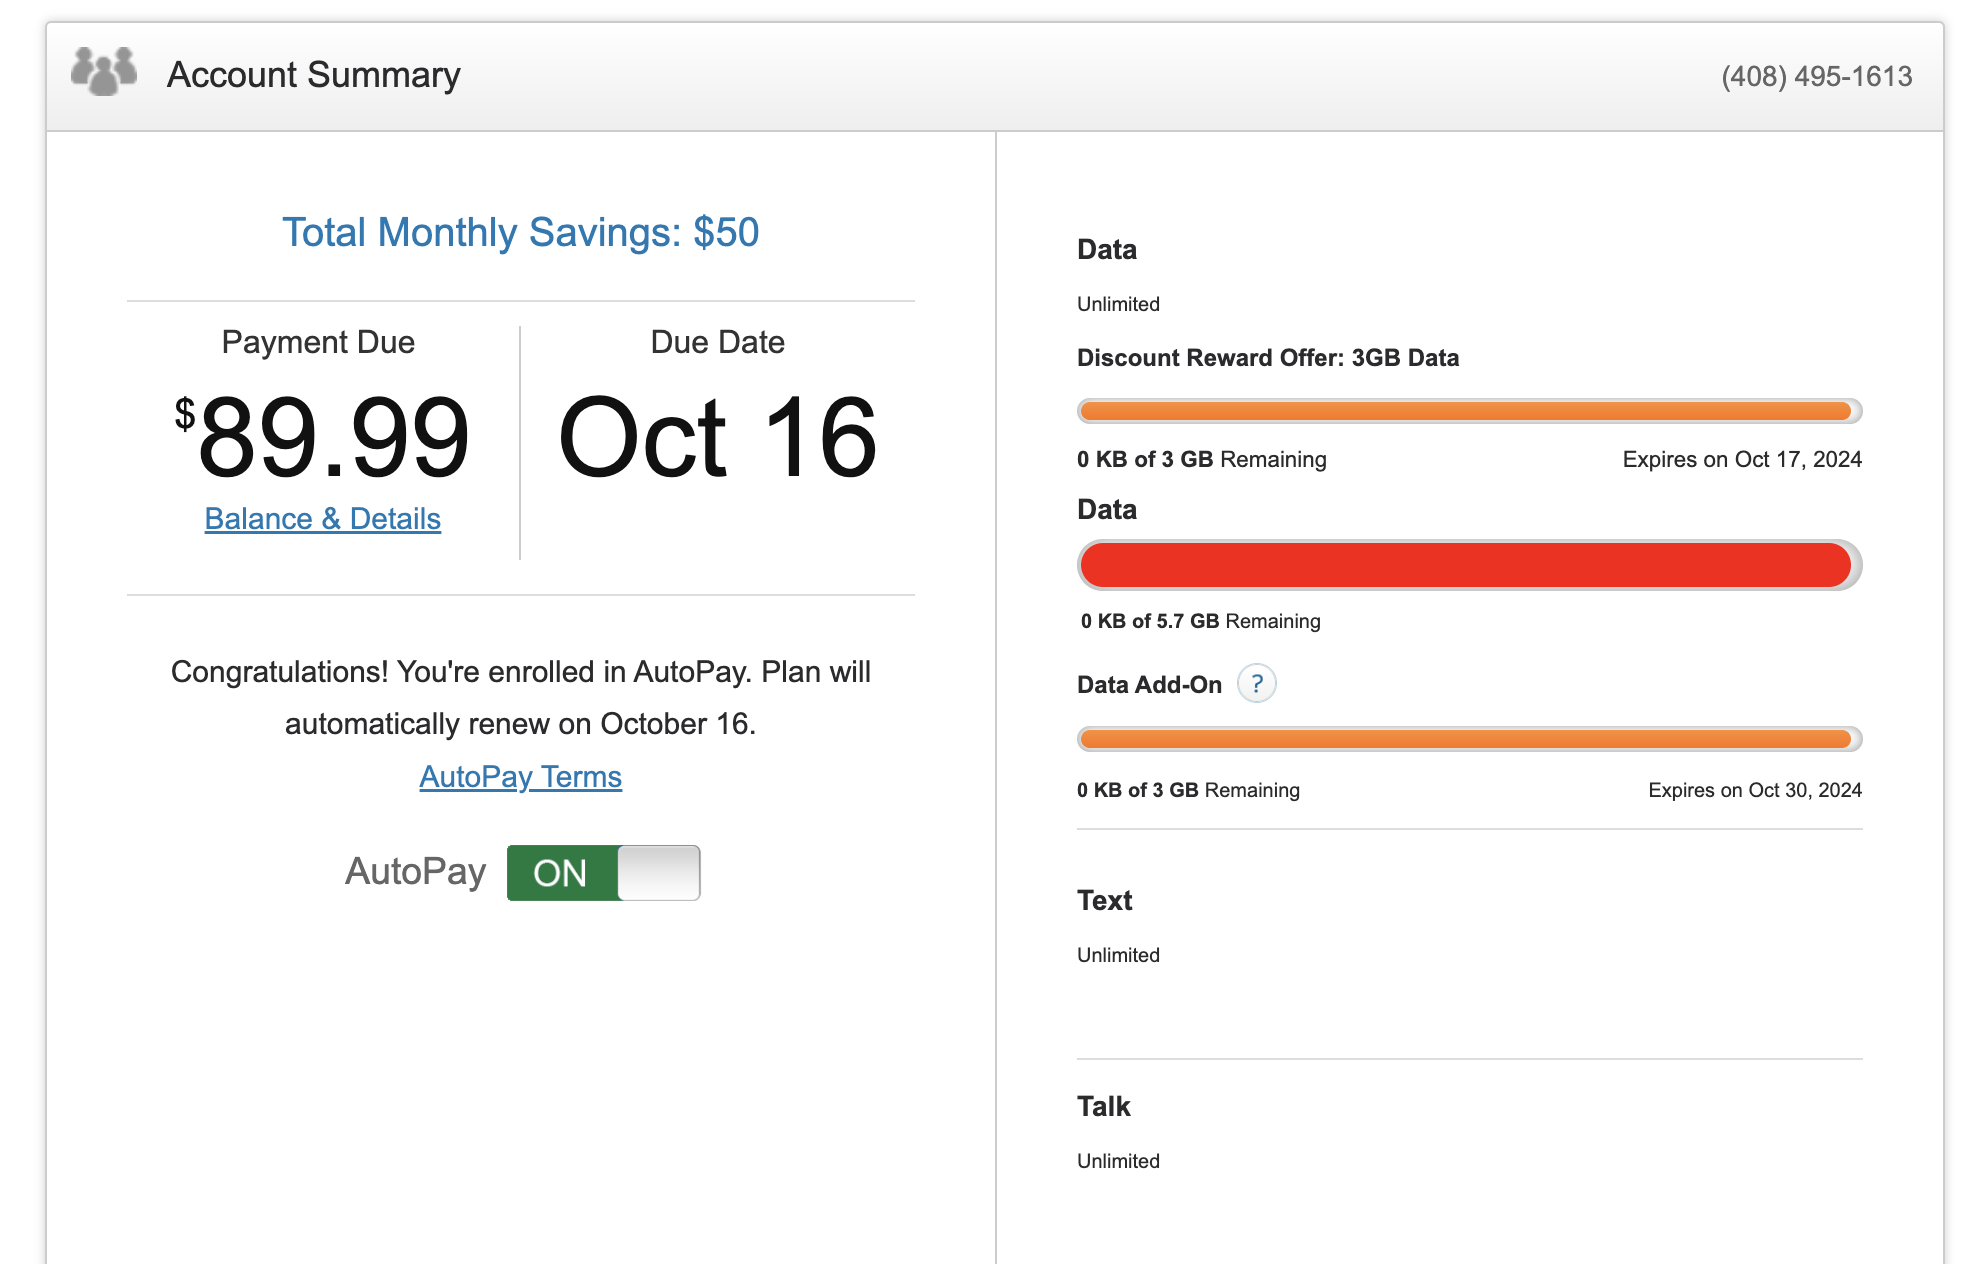 Account Summary
(408) 495-1613
Total Monthly Savings: $50
Payment Due
$89.99
Balance & Details
Due Date
Oct 16
Congratulations! You're enrolled in AutoPay. Plan will
automatically renew on October 16.
AutoPay Terms
AutoPay ON
Data
Unlimited
Discount Reward Offer: 3GB Data
0 KB of 3 GB Remaining
Expires on Oct 17, 2024
Data
0 KB of 5.7 GB Remaining
Data Add-On ?
0 KB of 3 GB Remaining
Expires on Oct 30, 2024
Text
Unlimited
Talk
Unlimited